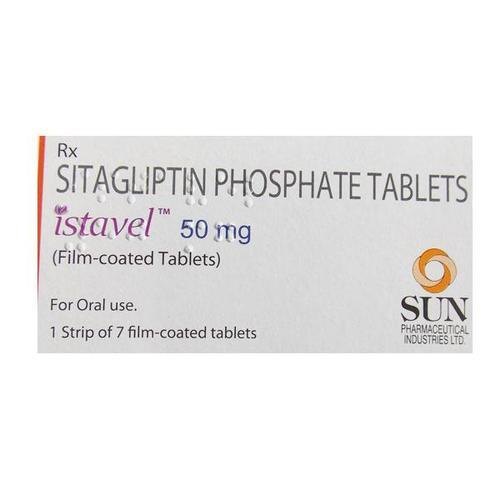 Rx
SITAGLIPTIN PHOSPHATE TABLETS
istavel™ 50 mg
(Film-coated Tablets)
For Oral use.
1 Strip of 7 film-coated tablets
SUN
PHARMACEUTICAL
INDUSTRIES LTD.